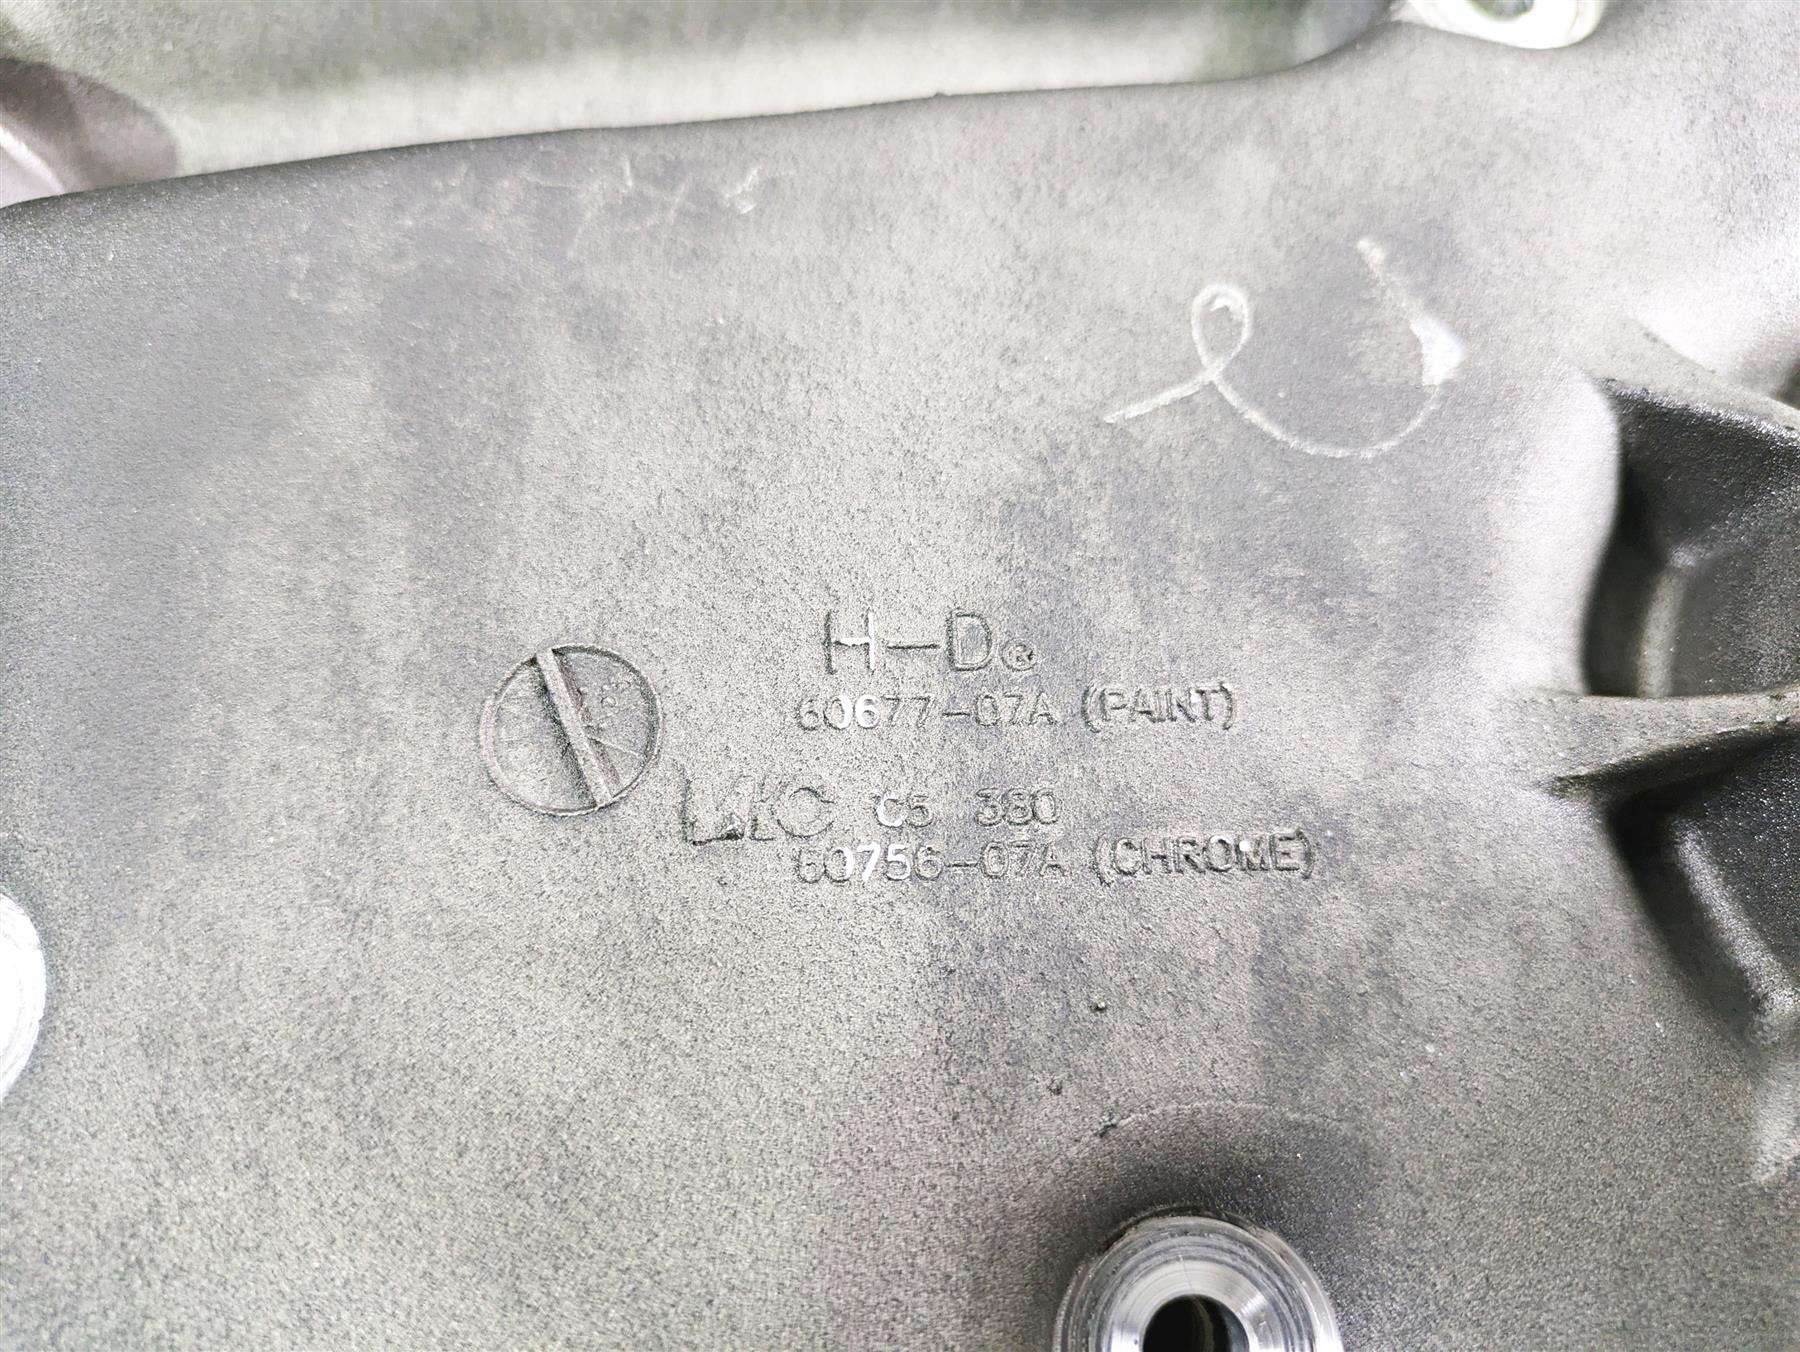 H-D®
60677-07A (PAINT)
C5 380
60756-07A (CHROME)